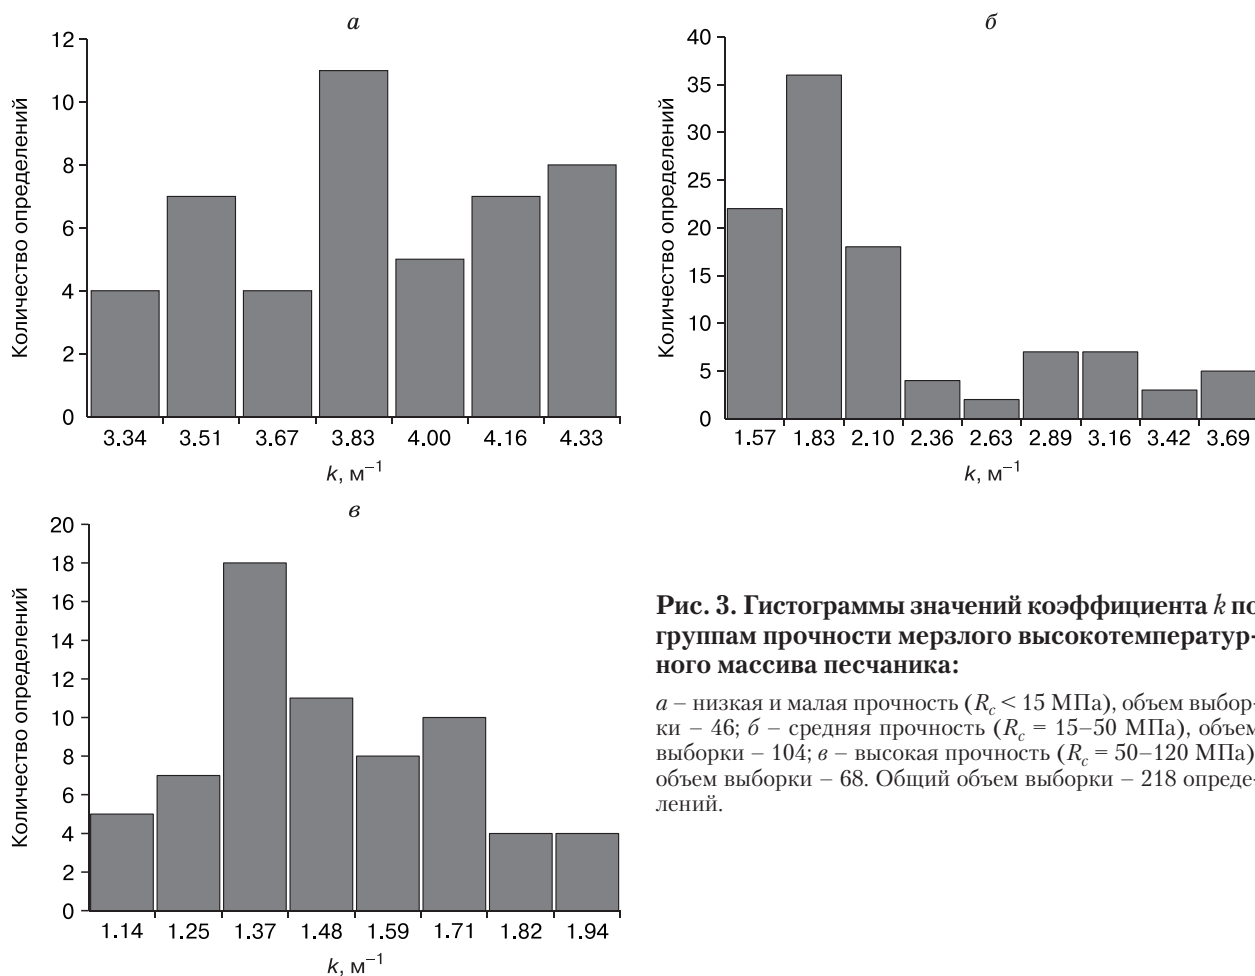 а
12
10
8
6
4
2
0
Количество определений
3.34 3.51 3.67 3.83 4.00 4.16 4.33
k, м⁻¹
б
40
35
30
25
20
15
10
5
0
Количество определений
1.57 1.83 2.10 2.36 2.63 2.89 3.16 3.42 3.69
k, м⁻¹
в
20
18
16
14
12
10
8
6
4
2
0
Количество определений
1.14 1.25 1.37 1.48 1.59 1.71 1.82 1.94
k, м⁻¹
Рис. 3. Гистограммы значений коэффициента k по
группам прочности мерзлого высокотемператур-
ного массива песчаника:
а – низкая и малая прочность (Rc < 15 МПа), объем выбор-
ки – 46; б – средняя прочность (Rc = 15–50 МПа), объем
выборки – 104; в – высокая прочность (Rc = 50–120 МПа)
объем выборки – 68. Общий объем выборки – 218 опреде-
лений.